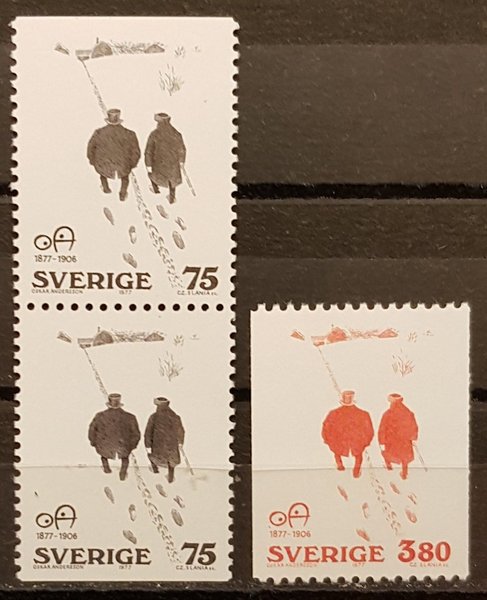 OA
1877-1906
SVERIGE 75
OSKAR ANDERSSON 1977 CZ. SLANIA SC.
OA
1877-1906
SVERIGE 75
OSKAR ANDERSSON 1977 CZ. SLANIA SC.
OA
1877-1906
SVERIGE 380
OSKAR ANDERSSON 1977 CZ. SLANIA SC.